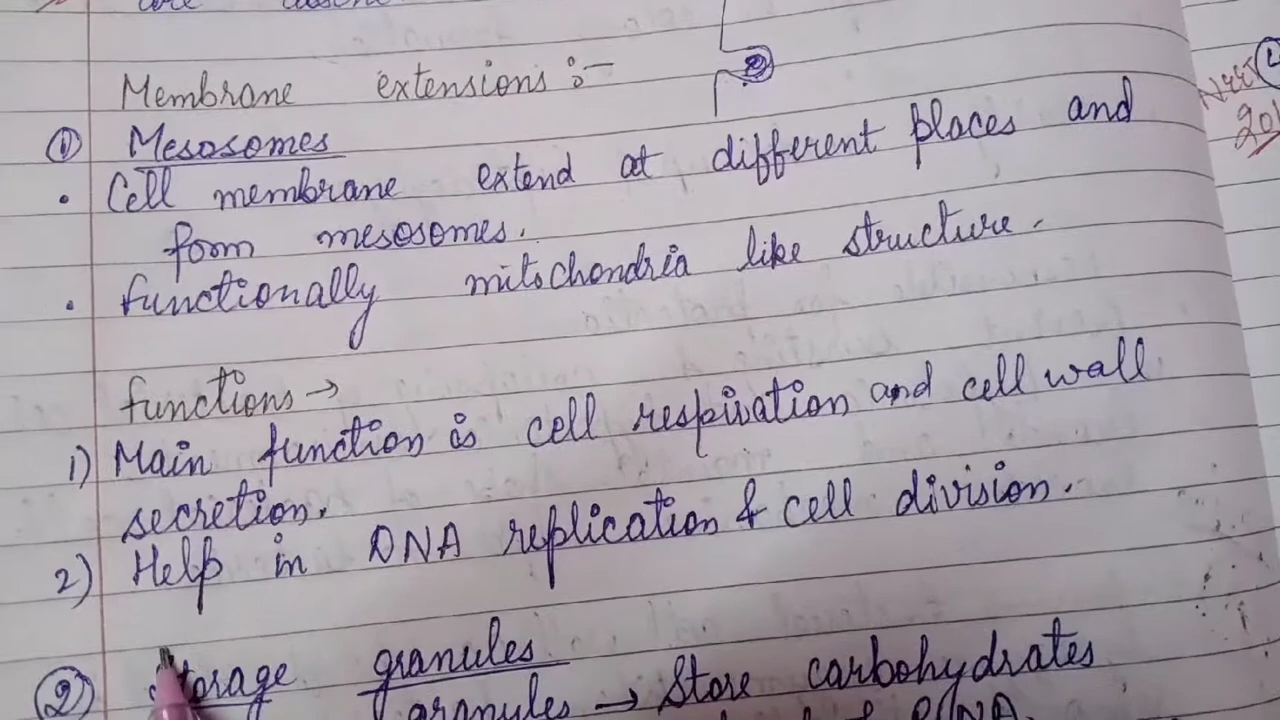 are
Membrane extensions :-
NEET
① Mesosomes
• Cell membrane extend at different places and
form mesosomes.
• functionally mitochondria like structure.
functions →
1) Main function is cell respiration and cell wall
secretion.
2) Help in DNA replication & cell division.
② Storage granules
granules → Store carbohydrates